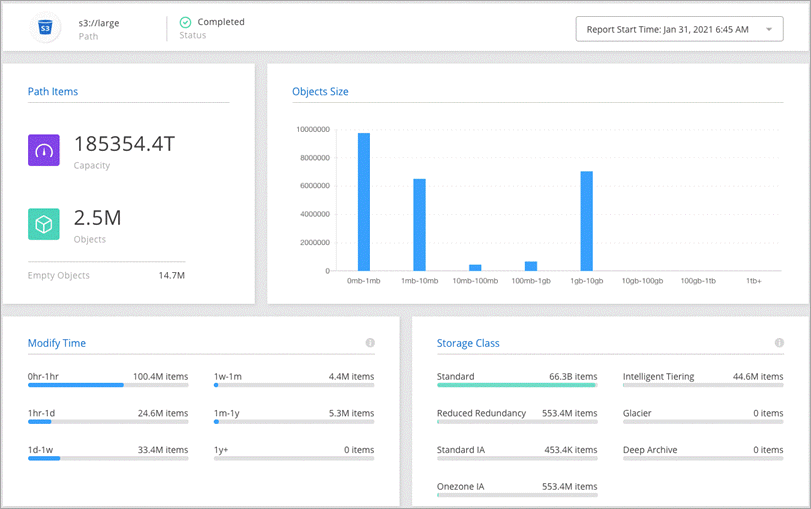 S3
s3://large
Path
Completed
Status
Report Start Time: Jan 31, 2021 6:45 AM
Path Items
185354.4T
Capacity
2.5M
Objects
Empty Objects 14.7M
Objects Size
10000000
8000000
6000000
4000000
2000000
0
0mb-1mb 1mb-10mb 10mb-100mb 100mb-1gb 1gb-10gb 10gb-100gb 100gb-1tb 1tb+
Modify Time
0hr-1hr 100.4M items 1w-1m 4.4M items
1hr-1d 24.6M items 1m-1y 5.3M items
1d-1w 33.4M items 1y+ 0 items
Storage Class
Standard 66.3B items Intelligent Tiering 44.6M items
Reduced Redundancy 553.4M items Glacier 0 items
Standard IA 453.4K items Deep Archive 0 items
Onezone IA 553.4M items